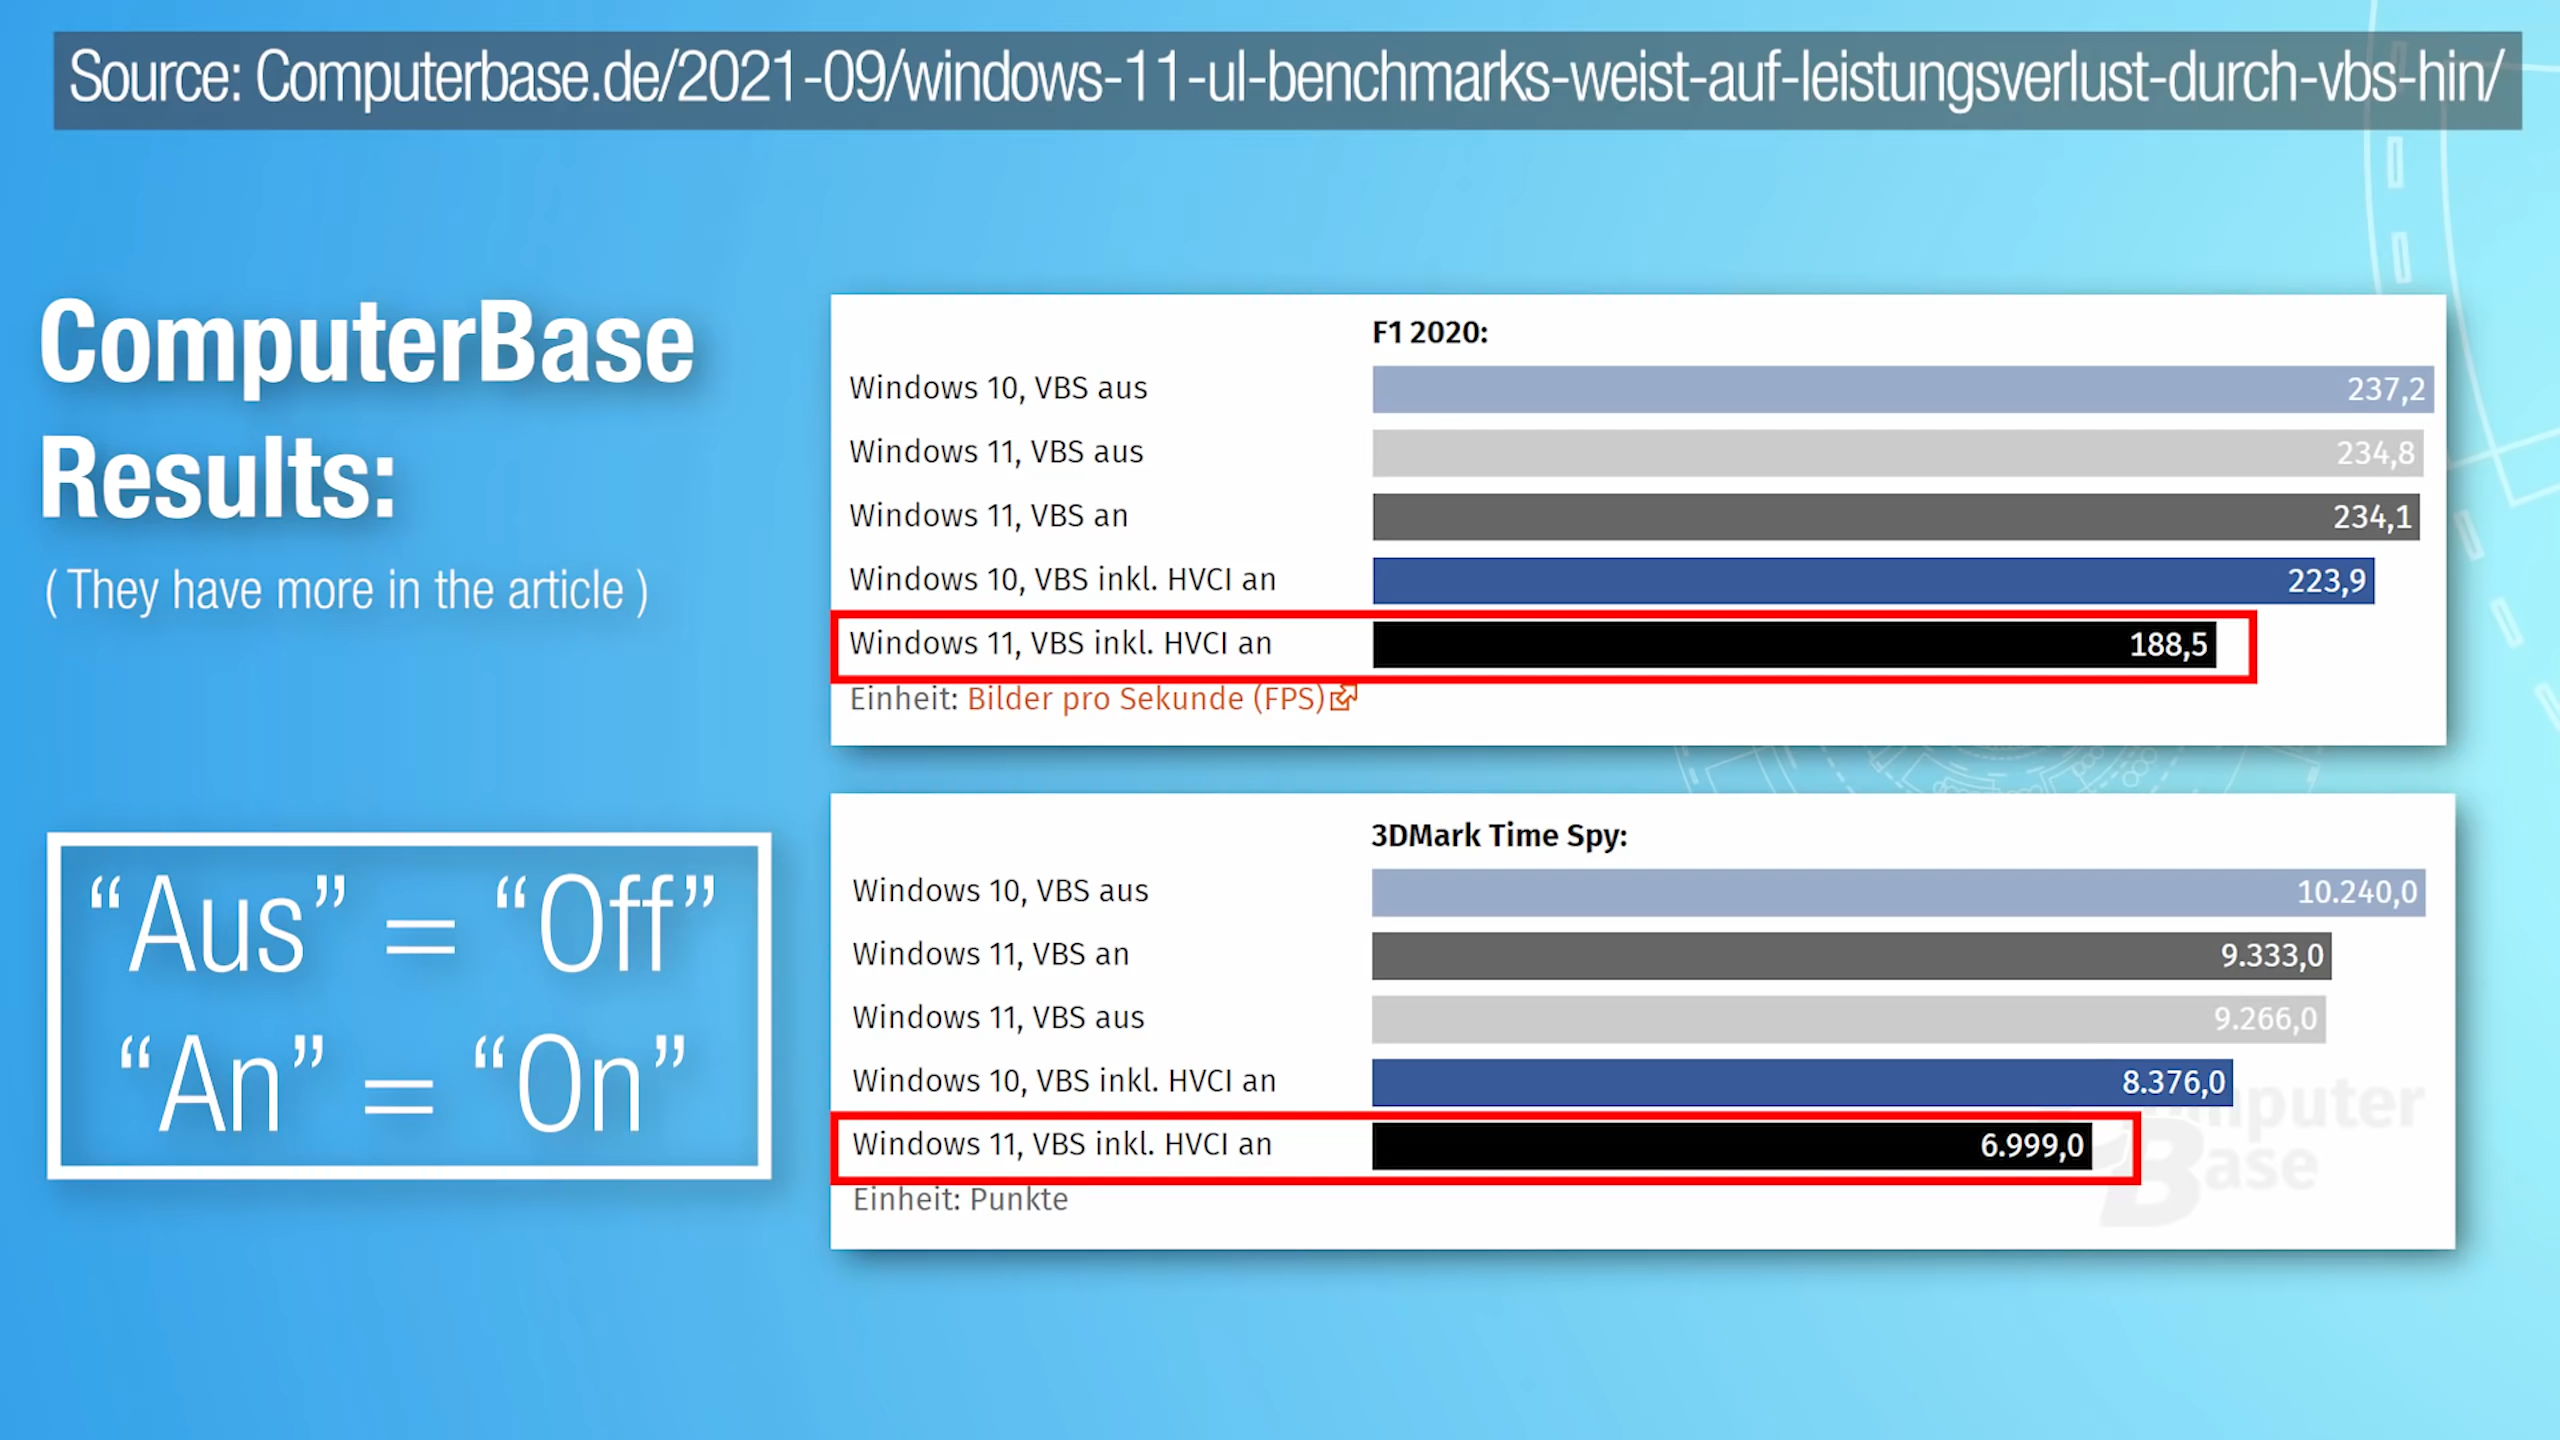 Source: Computerbase.de/2021-09/windows-11-ul-benchmarks-weist-auf-leistungsverlust-durch-vbs-hin/
ComputerBase
Results:
( They have more in the article )
“Aus” = “Off”
“An” = “On”
F1 2020:
Windows 10, VBS aus 237,2
Windows 11, VBS aus 234,8
Windows 11, VBS an 234,1
Windows 10, VBS inkl. HVCI an 223,9
Windows 11, VBS inkl. HVCI an 188,5
Einheit: Bilder pro Sekunde (FPS)
3DMark Time Spy:
Windows 10, VBS aus 10.240,0
Windows 11, VBS an 9.333,0
Windows 11, VBS aus 9.266,0
Windows 10, VBS inkl. HVCI an 8.376,0
Windows 11, VBS inkl. HVCI an 6.999,0
Einheit: Punkte
Computer
Base